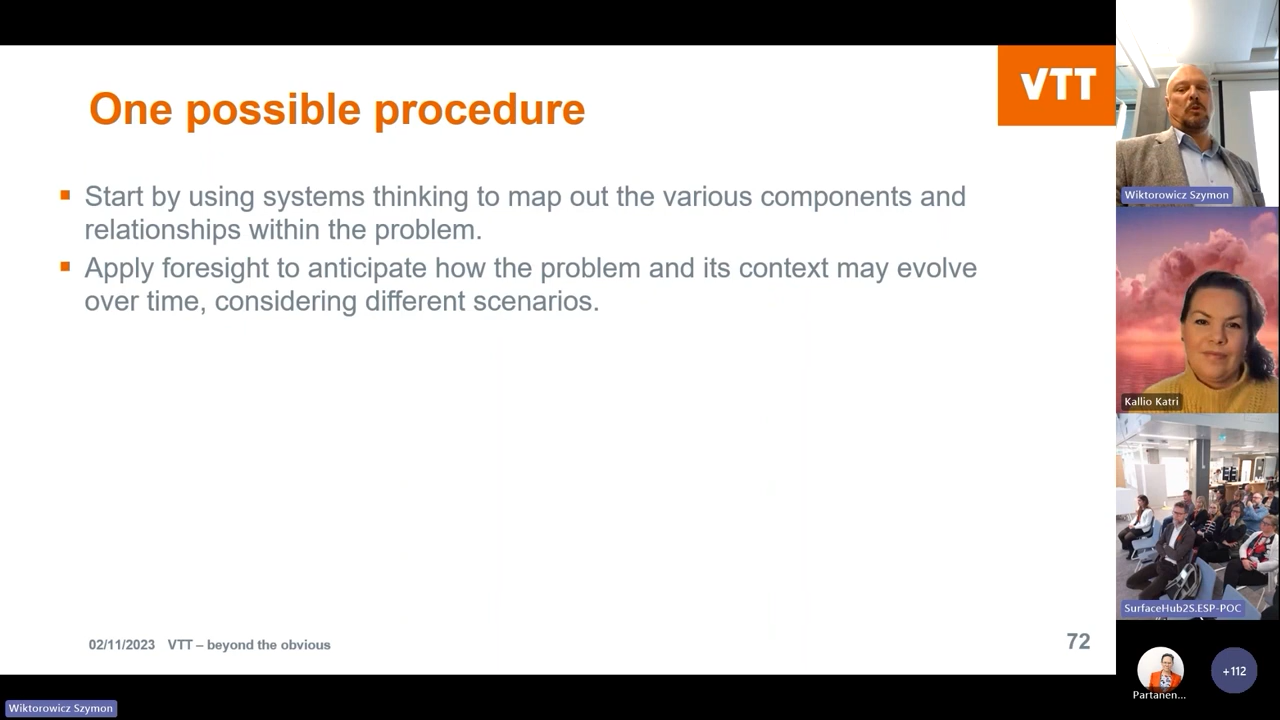 One possible procedure
VTT
Start by using systems thinking to map out the various components and
relationships within the problem.
Apply foresight to anticipate how the problem and its context may evolve
over time, considering different scenarios.
02/11/2023 VTT – beyond the obvious
72
Wiktorowicz Szymon
Kallio Katri
SurfaceHub2S.ESP-POC
Partanen...
+112
Wiktorowicz Szymon